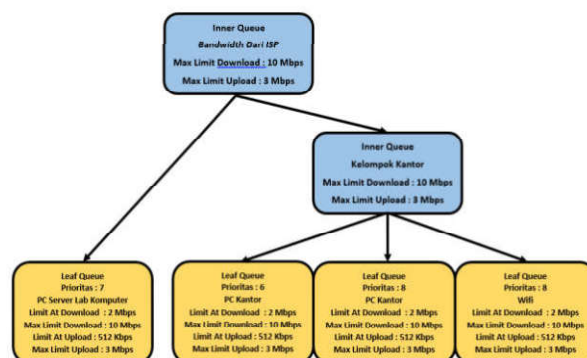 Inner Queue
Bandwidth Dari ISP
Max Limit Download : 10 Mbps
Max Limit Upload : 3 Mbps
Inner Queue
Kelompok Kantor
Max Limit Download : 10 Mbps
Max Limit Upload : 3 Mbps
Leaf Queue
Prioritas : 7
PC Server Lab Komputer
Limit At Download : 2 Mbps
Max Limit Download : 10 Mbps
Limit At Upload : 512 Kbps
Max Limit Upload : 3 Mbps
Leaf Queue
Prioritas : 6
PC Kantor
Limit At Download : 2 Mbps
Max Limit Download : 10 Mbps
Limit At Upload : 512 Kbps
Max Limit Upload : 3 Mbps
Leaf Queue
Prioritas : 8
PC Kantor
Limit At Download : 2 Mbps
Max Limit Download : 10 Mbps
Limit At Upload : 512 Kbps
Max Limit Upload : 3 Mbps
Leaf Queue
Prioritas : 8
Wifi
Limit At Download : 2 Mbps
Max Limit Download : 10 Mbps
Limit At Upload : 512 Kbps
Max Limit Upload : 3 Mbps